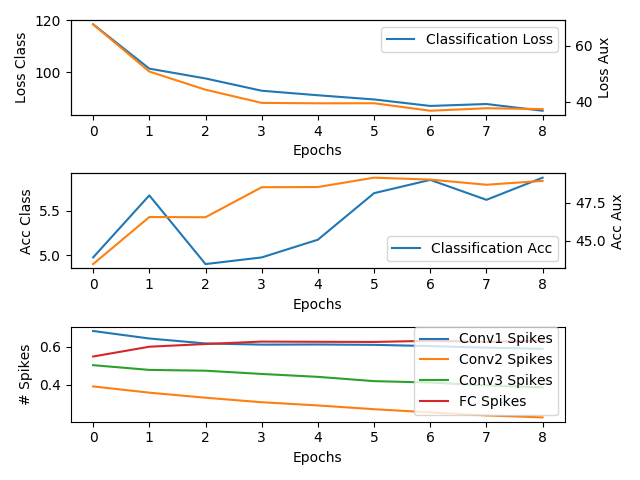 120
100
60
40
Loss Class
Loss Aux
Classification Loss
0 1 2 3 4 5 6 7 8
Epochs
5.5
5.0
47.5
45.0
Acc Class
Acc Aux
Classification Acc
0 1 2 3 4 5 6 7 8
Epochs
0.6
0.4
# Spikes
Conv1 Spikes
Conv2 Spikes
Conv3 Spikes
FC Spikes
0 1 2 3 4 5 6 7 8
Epochs